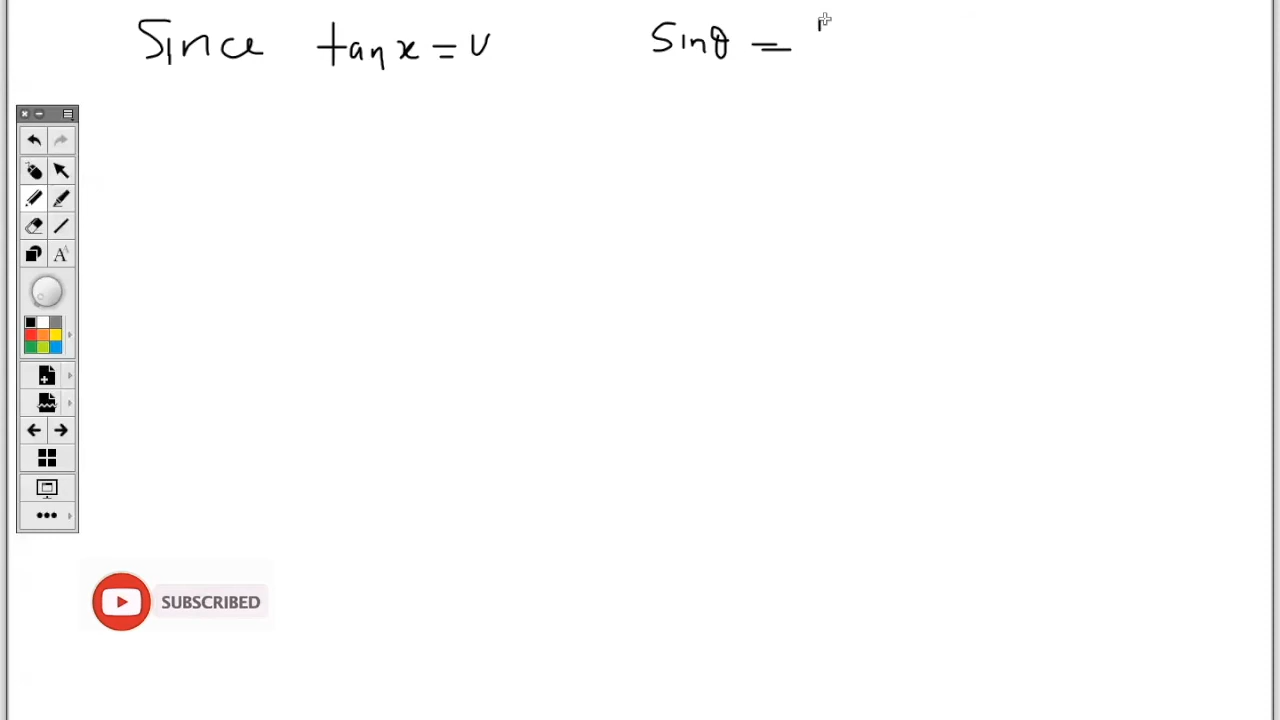 Since tan x = u sinθ =
A
SUBSCRIBED